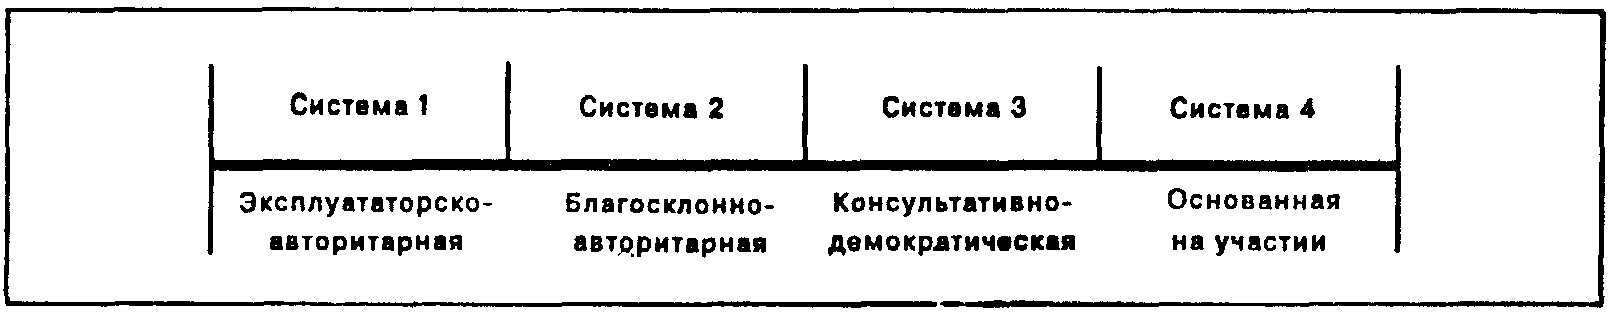 Система 1
Система 2
Система 3
Система 4
Эксплуататорско-
авторитарная
Благосклонно-
авторитарная
Консультативно-
демократическая
Основанная
на участии